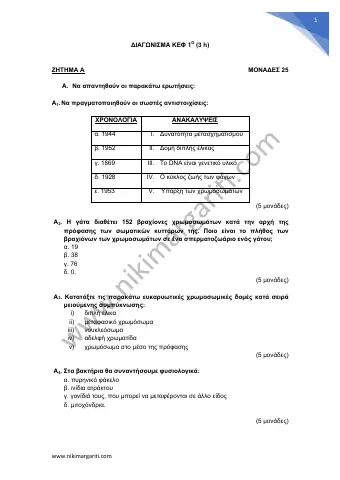 1
ΔΙΑΓΩΝΙΣΜΑ ΚΕΦ 1ο (3 h)
ΖΗΤΗΜΑ Α ΜΟΝΑΔΕΣ 25
Α. Να απαντηθούν οι παρακάτω ερωτήσεις:
Α₁. Να πραγματοποιηθούν οι σωστές αντιστοιχίσεις:
ΧΡΟΝΟΛΟΓΙΑ ΑΝΑΚΑΛΥΨΕΙΣ
α. 1944 I. Δυνατότητα μετασχηματισμού
β. 1952 II. Δομή διπλής έλικας
γ. 1869 III. Το DNA είναι γενετικό υλικό
δ. 1928 IV. Ο κύκλος ζωής των φάγων
ε. 1953 V. Ύπαρξη των χρωμοσωμάτων
(5 μονάδες)
Α₂. Η γάτα διαθέτει 152 βραχίονες χρωμοσωμάτων κατά την αρχή της
πρόφασης των σωματικών κυττάρων της. Ποιο είναι το πλήθος των
βραχιόνων των χρωμοσωμάτων σε ένα σπερματοζωάριο ενός γάτου;
α. 19
β. 38
γ. 76
δ. 0.
(5 μονάδες)
Α₃. Κατατάξτε τις παρακάτω ευκαρυωτικές χρωμοσωμικές δομές κατά σειρά
μειούμενης συμπύκνωσης:
i) διπλή έλικα
ii) μεταφασικό χρωμόσωμα
iii) νουκλεόσωμα
iv) αδελφή χρωματίδα
v) χρωμόσωμα στο μέσο της πρόφασης
(5 μονάδες)
Α₄. Στα βακτήρια θα συναντήσουμε φυσιολογικά:
α. πυρηνικό φάκελο
β. ινίδια ατράκτου
γ. γονίδιά τους, που μπορεί να μεταφέρονται σε άλλο είδος
δ. μιτοχόνδρια.
(5 μονάδες)
www.nikimargariti.com
www.nikimargariti.com